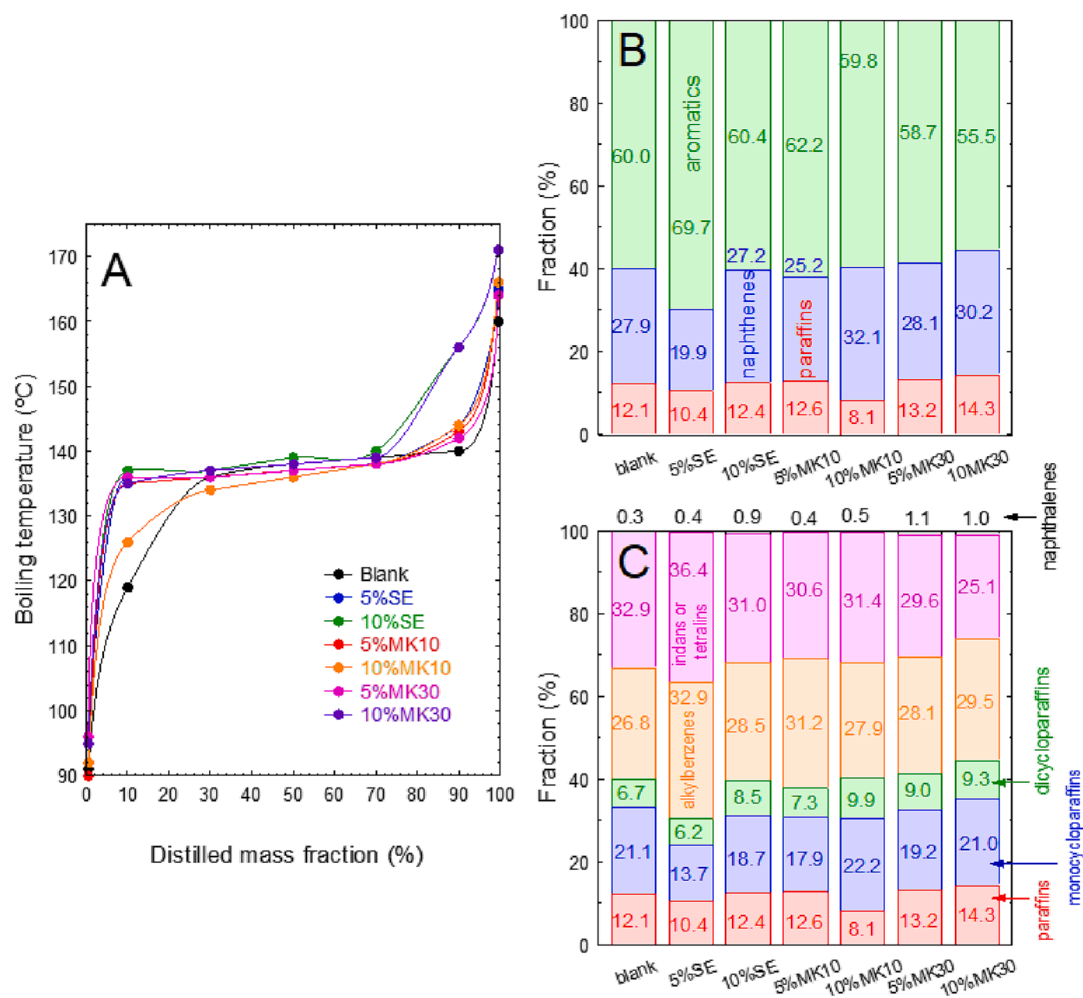 A
170
160
150
140
130
120
110
100
90
0 10 20 30 40 50 60 70 80 90 100
Boiling temperature (ºC)
Distilled mass fraction (%)
Blank
5%SE
10%SE
5%MK10
10%MK10
5%MK30
10%MK30
B
100
80
60
40
20
0
Fraction (%)
60.0 69.7 60.4 62.2 59.8 58.7 55.5
aromatics
27.9 19.9 27.2 25.2 32.1 28.1 30.2
naphthenes
paraffins
12.1 10.4 12.4 12.6 8.1 13.2 14.3
blank 5%SE 10%SE 5%MK10 10%MK10 5%MK30 10MK30
C
100
80
60
40
20
0
Fraction (%)
0.3 0.4 0.9 0.4 0.5 1.1 1.0
naphthalenes
32.9 36.4 31.0 30.6 31.4 29.6 25.1
indans or
tetralins
26.8 32.9 28.5 31.2 27.9 28.1 29.5
alkylbenzenes
6.7 6.2 8.5 7.3 9.9 9.0 9.3
dicycloparaffins
21.1 13.7 18.7 17.9 22.2 19.2 21.0
monocycloparaffins
12.1 10.4 12.4 12.6 8.1 13.2 14.3
paraffins
blank 5%SE 10%SE 5%MK10 10%MK10 5%MK30 10%MK30